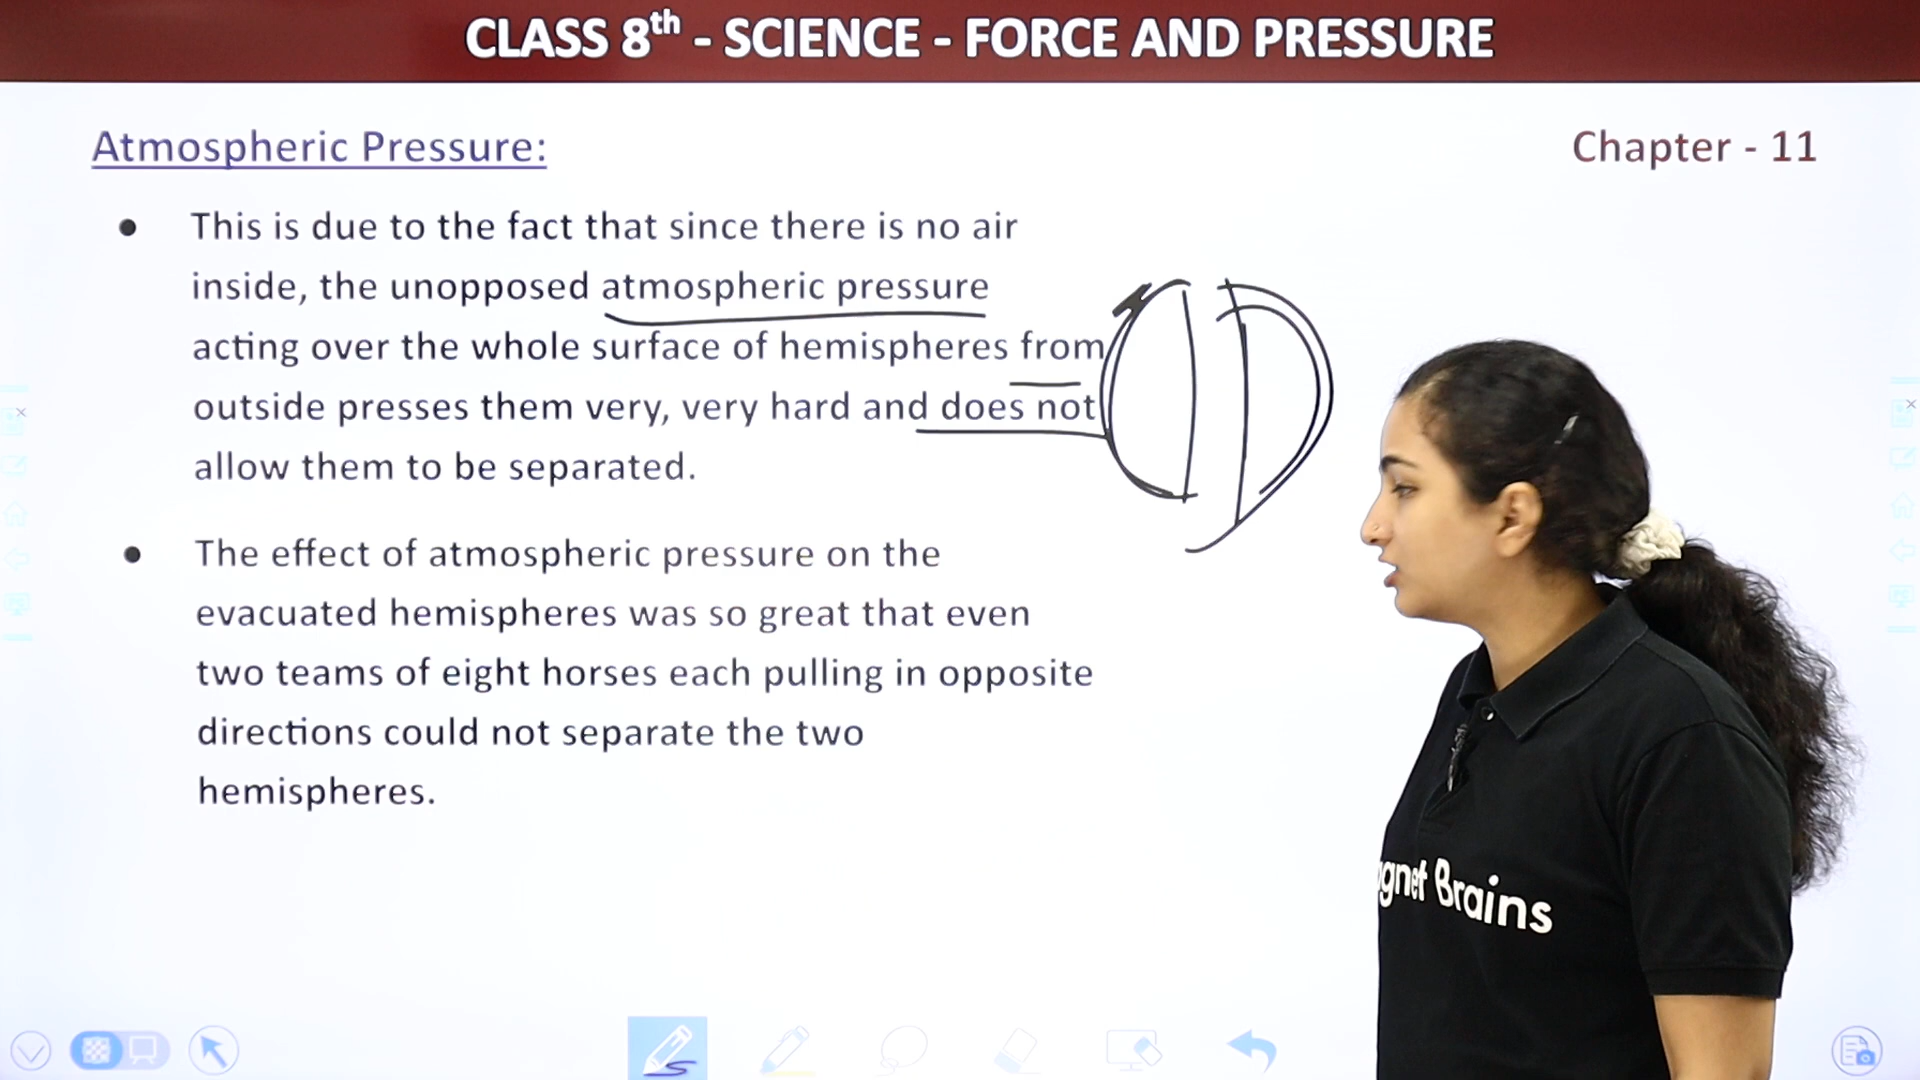 CLASS 8th - SCIENCE - FORCE AND PRESSURE
Atmospheric Pressure:
Chapter - 11
• This is due to the fact that since there is no air
inside, the unopposed atmospheric pressure
acting over the whole surface of hemispheres from
outside presses them very, very hard and does not
allow them to be separated.
• The effect of atmospheric pressure on the
evacuated hemispheres was so great that even
two teams of eight horses each pulling in opposite
directions could not separate the two
hemispheres.
gnet Brains